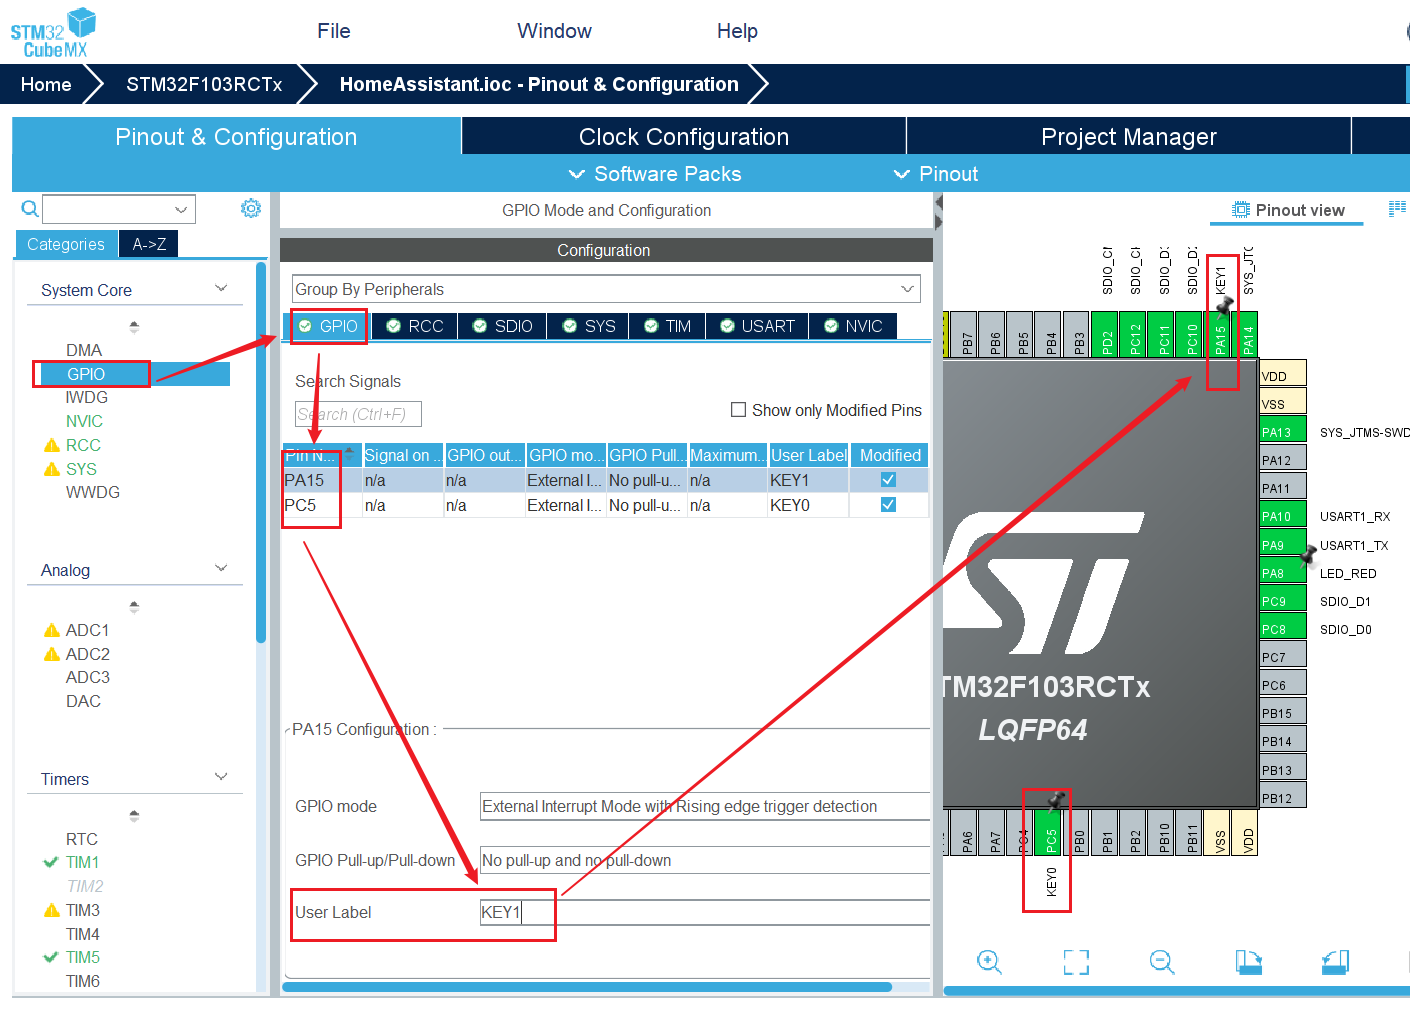 STM32
CubeMX
File
Window
Help
Home
STM32F103RCTx
HomeAssistant.ioc - Pinout & Configuration
Pinout & Configuration
Clock Configuration
Project Manager
Software Packs
Pinout
Categories
A->Z
System Core
DMA
GPIO
IWDG
NVIC
RCC
SYS
WWDG
Analog
ADC1
ADC2
ADC3
DAC
Timers
RTC
TIM1
TIM2
TIM3
TIM4
TIM5
TIM6
GPIO Mode and Configuration
Configuration
Group By Peripherals
GPIO
RCC
SDIO
SYS
TIM
USART
NVIC
Search Signals
Search (Ctrl+F)
Show only Modified Pins
Pin N... Signal on ... GPIO out... GPIO mo... GPIO Pull... Maximum... User Label Modified
PA15 n/a n/a External I... No pull-u... n/a KEY1
PC5 n/a n/a External I... No pull-u... n/a KEY0
PA15 Configuration :
GPIO mode
External Interrupt Mode with Rising edge trigger detection
GPIO Pull-up/Pull-down
No pull-up and no pull-down
User Label
KEY1
Pinout view
SDIO_D
KEY1
SYS_JTC
PB7
PB6
PB5
PB4
PB3
PD2
PC12
PC11
PC10
PA15
PA14
VDD
VSS
PA13 SYS_JTMS-SWD
PA12
PA11
PA10 USART1_RX
PA9 USART1_TX
PA8 LED_RED
PC9 SDIO_D1
PC8 SDIO_D0
PC7
PC6
PB15
PB14
PB13
PB12
ST
TM32F103RCTx
LQFP64
PA6
PA7
PC4
PC5
PB0
PB1
PB2
PB10
PB11
VSS
VDD
KEY0